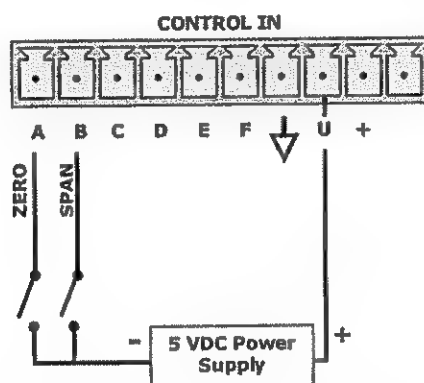 CONTROL IN
A B C D E F U +
ZERO
SPAN
- 5 VDC Power +
Supply